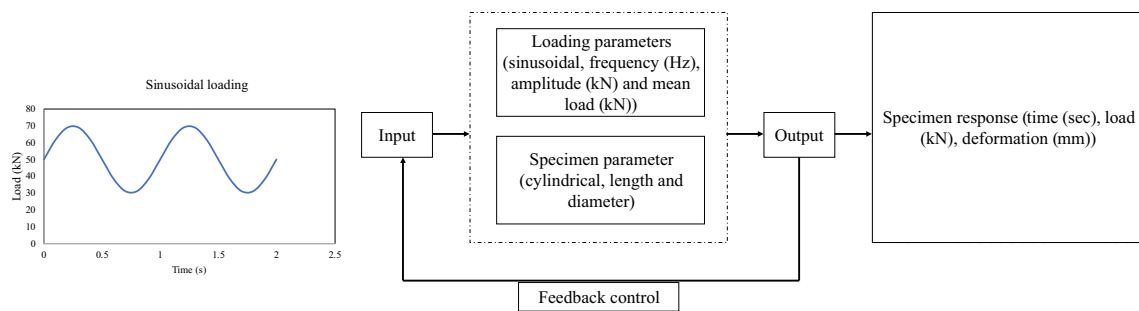 Sinusoidal loading
Load (kN)
80
70
60
50
40
30
20
10
0
0
0.5
1
1.5
2
2.5
Time (s)
Input
Loading parameters
(sinusoidal, frequency (Hz),
amplitude (kN) and mean
load (kN))
Specimen parameter
(cylindrical, length and
diameter)
Output
Specimen response (time (sec), load
(kN), deformation (mm))
Feedback control